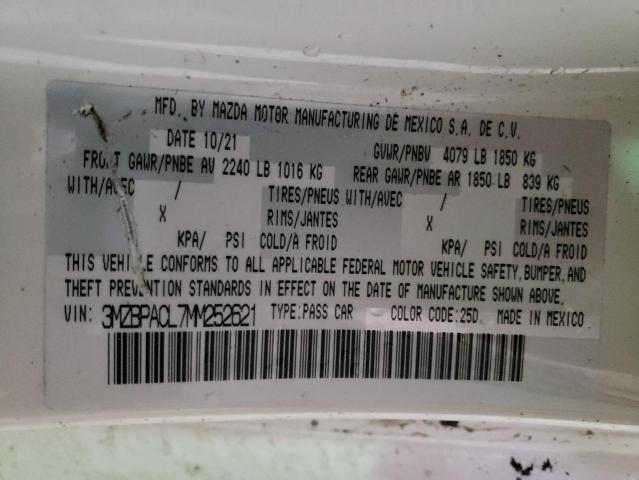 MFD. BY MAZDA MOTOR MANUFACTURING DE MEXICO S.A. DE C.V.
DATE 10/21 GVWR/PNBV 4079 LB 1850 KG
FRONT GAWR/PNBE AV 2240 LB 1016 KG REAR GAWR/PNBE AR 1850 LB 839 KG
WITH/AVEC / TIRES/PNEUS WITH/AVEC / TIRES/PNEUS
X RIMS/JANTES X RIMS/JANTES
KPA/ PSI COLD/A FROID KPA/ PSI COLD/A FROID
THIS VEHICLE CONFORMS TO ALL APPLICABLE FEDERAL MOTOR VEHICLE SAFETY, BUMPER, AND
THEFT PREVENTION STANDARDS IN EFFECT ON THE DATE OF MANUFACTURE SHOWN ABOVE.
VIN: 3MZBPACL7MM252621 TYPE: PASS CAR COLOR CODE: 25D MADE IN MEXICO